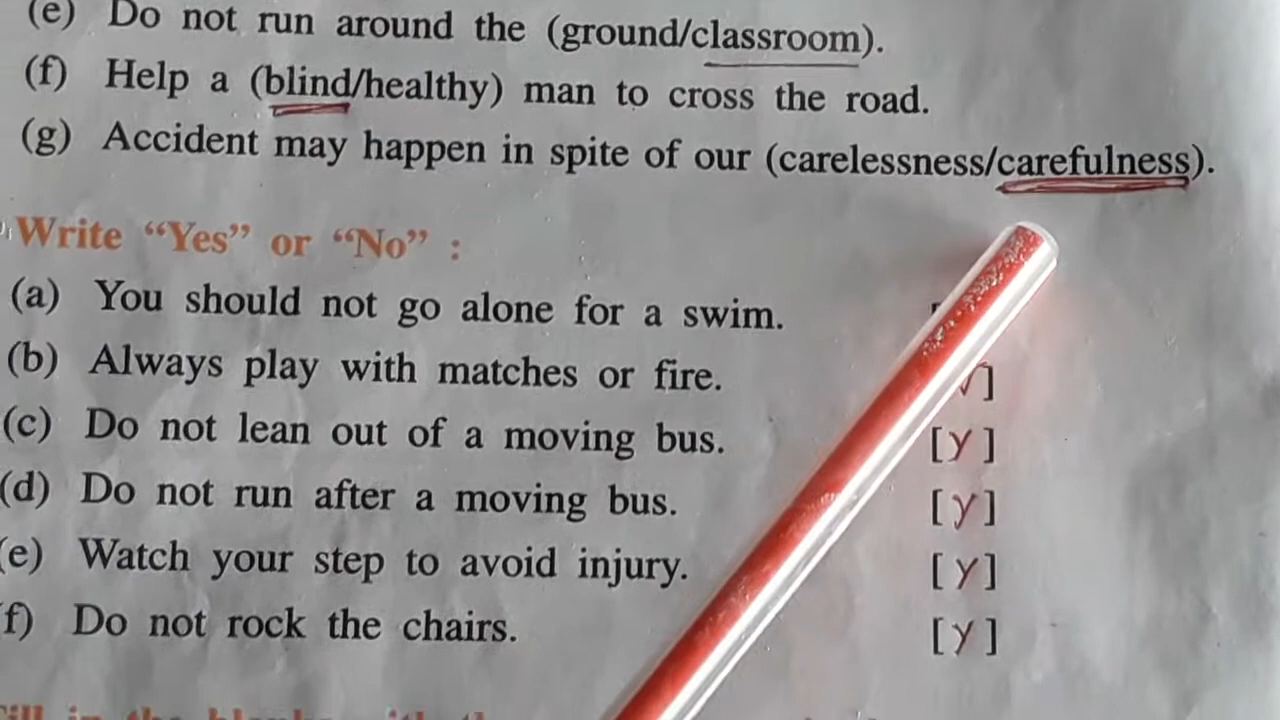 (e) Do not run around the (ground/classroom).
(f) Help a (blind/healthy) man to cross the road.
(g) Accident may happen in spite of our (carelessness/carefulness).
Write “Yes” or “No” :
(a) You should not go alone for a swim. [
(b) Always play with matches or fire. ]
(c) Do not lean out of a moving bus. [Y]
(d) Do not run after a moving bus. [Y]
(e) Watch your step to avoid injury. [Y]
f) Do not rock the chairs. [Y]